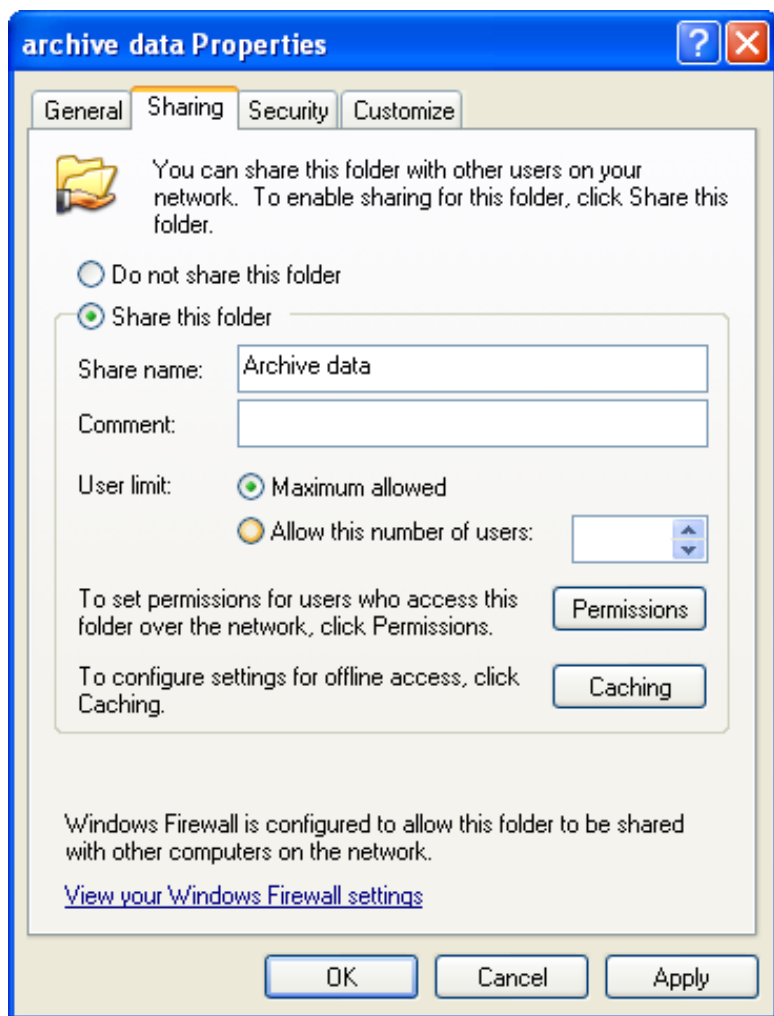 archive data Properties
General Sharing Security Customize
You can share this folder with other users on your
network.  To enable sharing for this folder, click Share this
folder.
Do not share this folder
Share this folder
Share name: Archive data
Comment:
User limit: Maximum allowed
Allow this number of users:
To set permissions for users who access this
folder over the network, click Permissions.
Permissions
To configure settings for offline access, click
Caching.
Caching
Windows Firewall is configured to allow this folder to be shared
with other computers on the network.
View your Windows Firewall settings
OK Cancel Apply